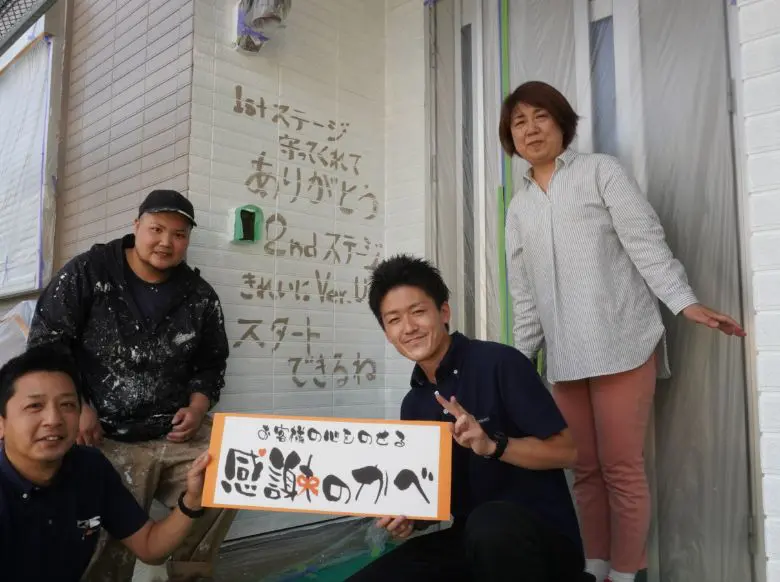 1stステージ
守ってくれて
ありがとう
2ndステージ
きれいにVer.U
スタート
できるね
お客様の心をのせる
感謝のカベ